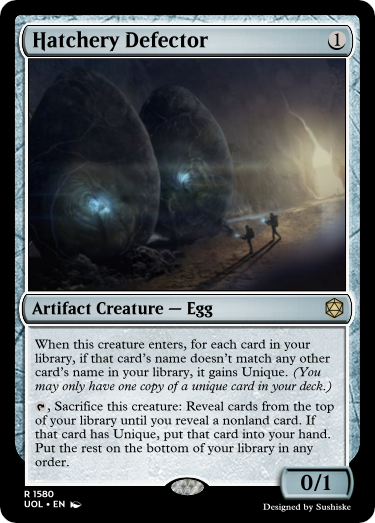 Hatchery Defector
1
Artifact Creature — Egg
When this creature enters, for each card in your
library, if that card's name doesn't match any other
card's name in your library, it gains Unique. (You
may only have one copy of a unique card in your deck.)
, Sacrifice this creature: Reveal cards from the top
of your library until you reveal a nonland card. If
that card has Unique, put that card into your hand.
Put the rest on the bottom of your library in any
order.
0/1
R 1580
UOL • EN
Designed by Sushiske